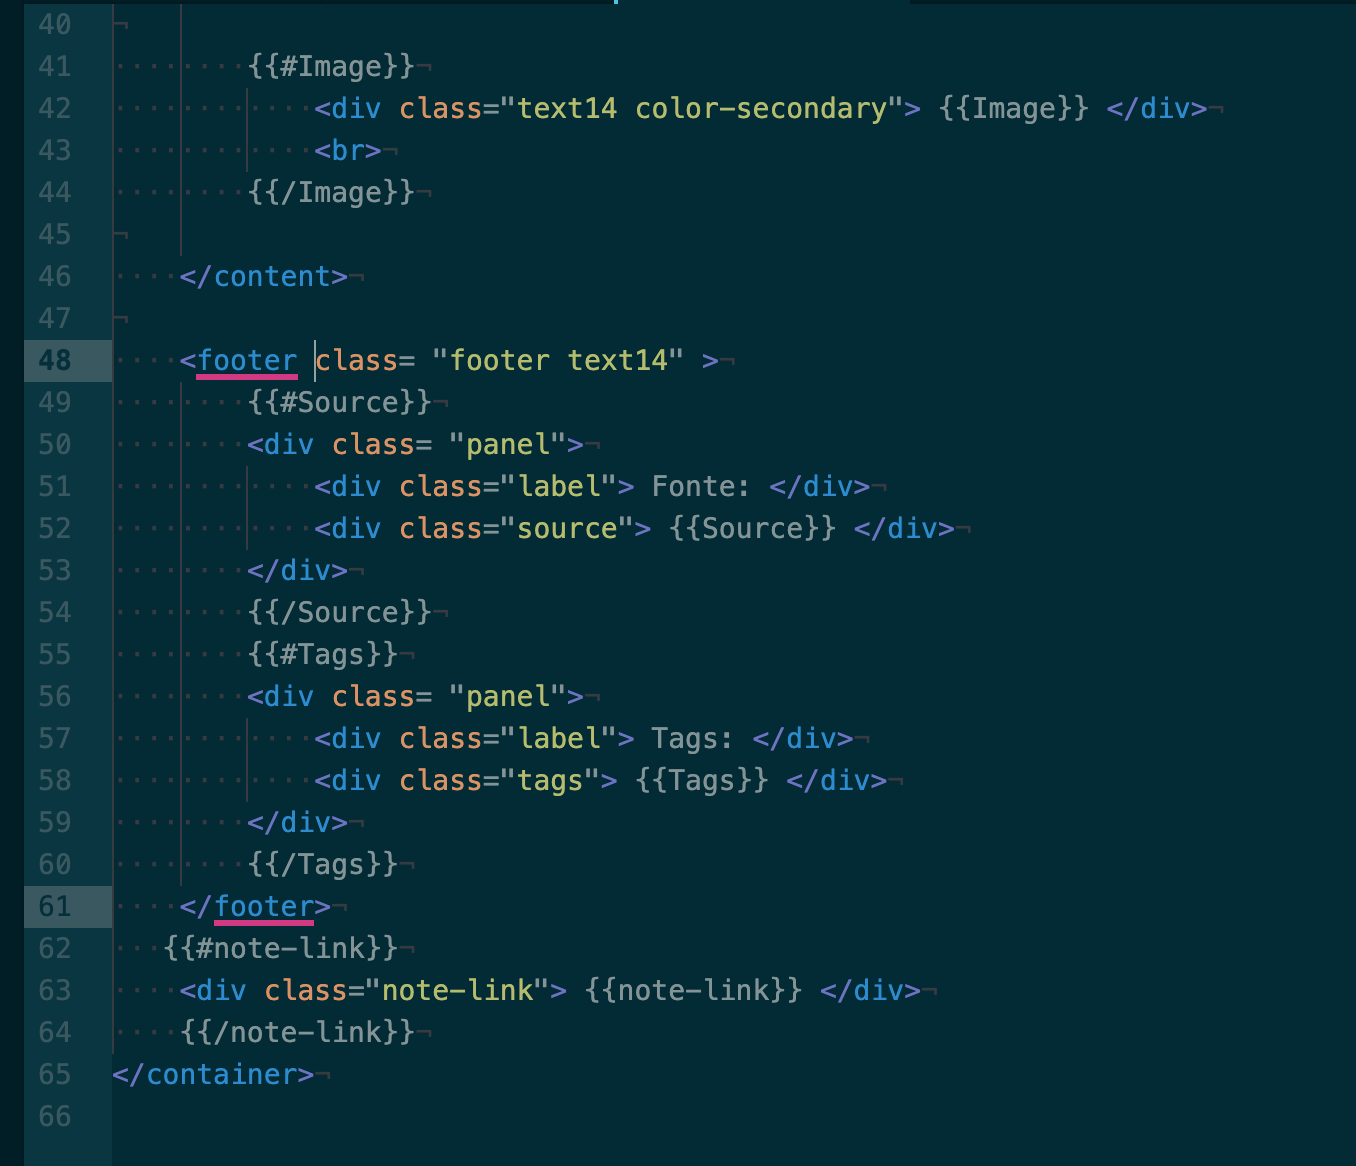 40
41 {{#Image}}
42 <div class="text14 color-secondary"> {{Image}} </div>
43 <br>
44 {{/Image}}
45
46 </content>
47
48 <footer class= "footer text14" >
49 {{#Source}}
50 <div class= "panel">
51 <div class="label"> Fonte: </div>
52 <div class="source"> {{Source}} </div>
53 </div>
54 {{/Source}}
55 {{#Tags}}
56 <div class= "panel">
57 <div class="label"> Tags: </div>
58 <div class="tags"> {{Tags}} </div>
59 </div>
60 {{/Tags}}
61 </footer>
62 {{#note-link}}
63 <div class="note-link"> {{note-link}} </div>
64 {{/note-link}}
65 </container>
66